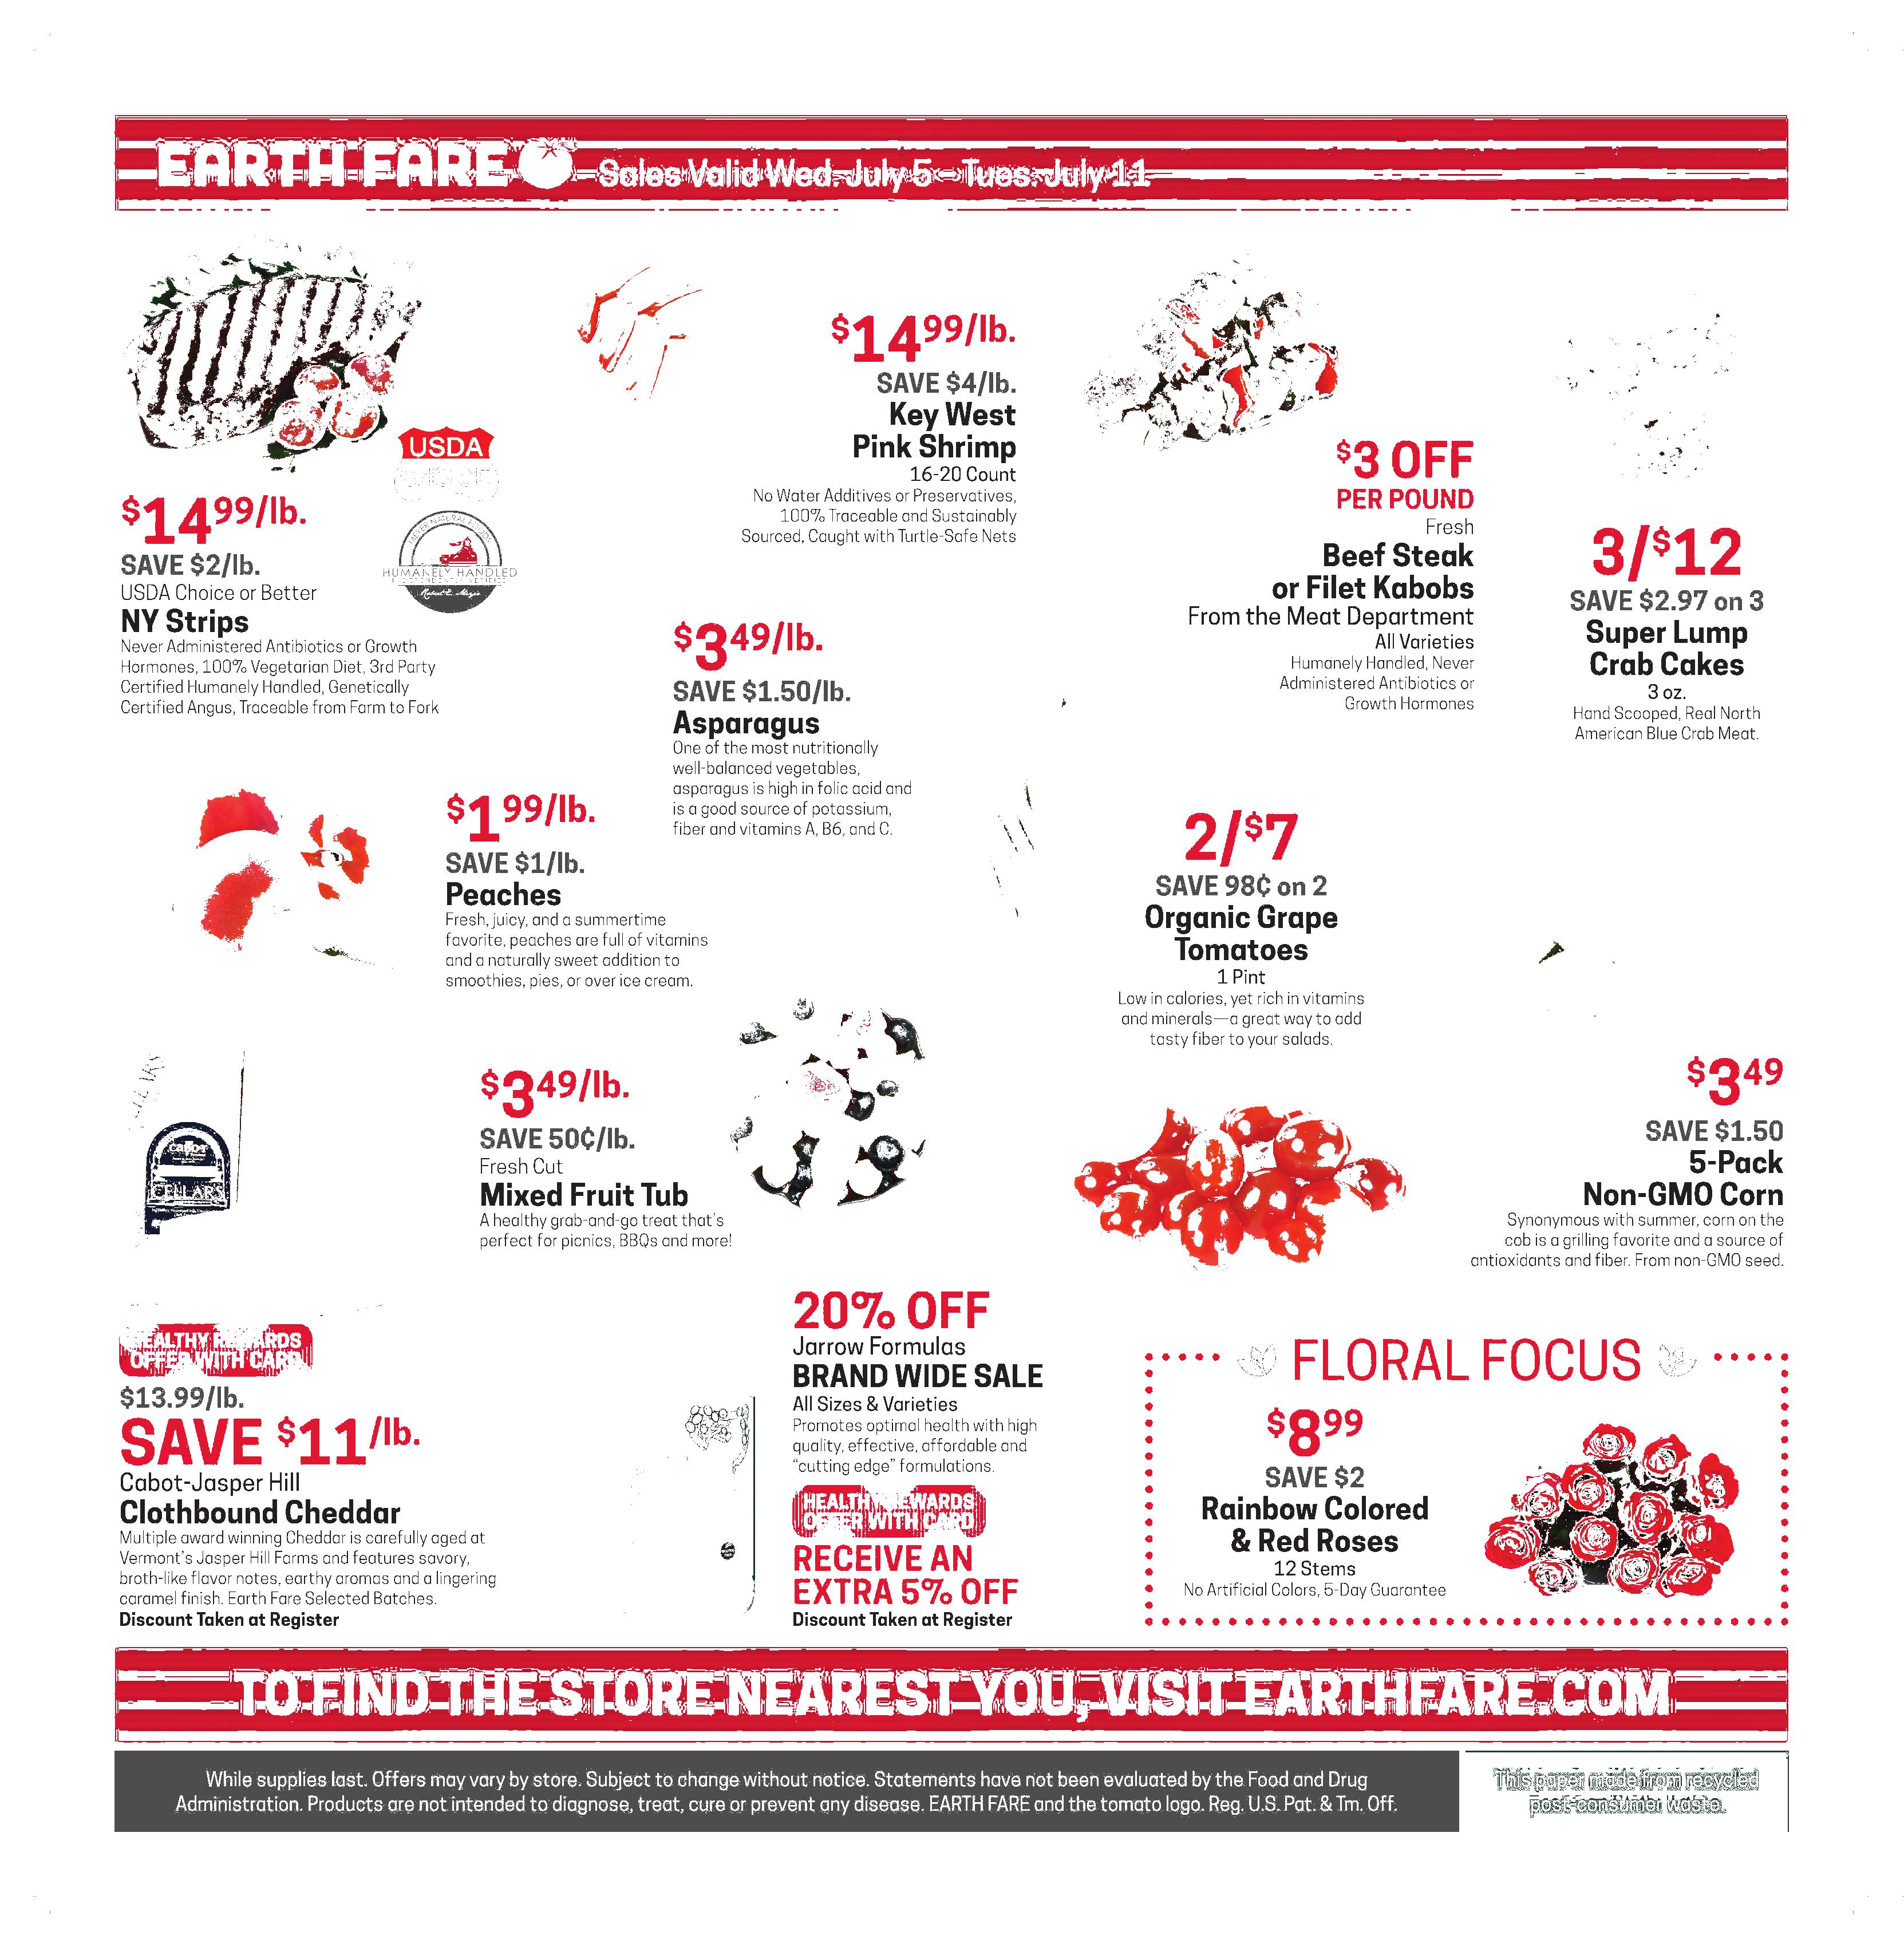 EARTH FARE Sales Valid Wed. July 5 - Tues. July 11
USDA
$14.99/lb.
SAVE $2/lb.
USDA Choice or Better
NY Strips
Never Administered Antibiotics or Growth
Hormones, 100% Vegetarian Diet, 3rd Party
Certified Humanely Handled, Genetically
Certified Angus, Traceable from Farm to Fork
MEYER NATURAL FOODS
HUMANELY HANDLED
INDEPENDENTLY VERIFIED
$14 99/lb.
SAVE $4/lb.
Key West
Pink Shrimp
16-20 Count
No Water Additives or Preservatives,
100% Traceable and Sustainably
Sourced, Caught with Turtle-Safe Nets
$3 OFF
PER POUND
Fresh
Beef Steak
or Filet Kabobs
From the Meat Department
All Varieties
Humanely Handled, Never
Administered Antibiotics or
Growth Hormones
3/$12
SAVE $2.97 on 3
Super Lump
Crab Cakes
3 oz.
Hand Scooped, Real North
American Blue Crab Meat.
$3 49/lb.
SAVE $1.50/lb.
Asparagus
One of the most nutritionally
well-balanced vegetables,
asparagus is high in folic acid and
is a good source of potassium,
fiber and vitamins A, B6, and C.
$1 99/lb.
SAVE $1/lb.
Peaches
Fresh, juicy, and a summertime
favorite, peaches are full of vitamins
and a naturally sweet addition to
smoothies, pies, or over ice cream.
2/$7
SAVE 98¢ on 2
Organic Grape
Tomatoes
1 Pint
Low in calories, yet rich in vitamins
and minerals—a great way to add
tasty fiber to your salads.
$3 49/lb.
SAVE 50¢/lb.
Fresh Cut
Mixed Fruit Tub
A healthy grab-and-go treat that's
perfect for picnics, BBQs and more!
$3 49
SAVE $1.50
5-Pack
Non-GMO Corn
Synonymous with summer, corn on the
cob is a grilling favorite and a source of
antioxidants and fiber. From non-GMO seed.
Cabot
CELLARS
HEALTHY REWARDS
OFFER WITH CARD
$13.99/lb.
SAVE $11/lb.
Cabot-Jasper Hill
Clothbound Cheddar
Multiple award winning Cheddar is carefully aged at
Vermont's Jasper Hill Farms and features savory,
broth-like flavor notes, earthy aromas and a lingering
caramel finish. Earth Fare Selected Batches.
Discount Taken at Register
20% OFF
Jarrow Formulas
BRAND WIDE SALE
All Sizes & Varieties
Promotes optimal health with high
quality, effective, affordable and
"cutting edge" formulations.
HEALTHY REWARDS
OFFER WITH CARD
RECEIVE AN
EXTRA 5% OFF
Discount Taken at Register
FLORAL FOCUS
$8 99
SAVE $2
Rainbow Colored
& Red Roses
12 Stems
No Artificial Colors, 5-Day Guarantee
TO FIND THE STORE NEAREST YOU, VISIT EARTHFARE.COM
While supplies last. Offers may vary by store. Subject to change without notice. Statements have not been evaluated by the Food and Drug
Administration. Products are not intended to diagnose, treat, cure or prevent any disease. EARTH FARE and the tomato logo. Reg. U.S. Pat. & Tm. Off.
This paper made from recycled
post-consumer waste.